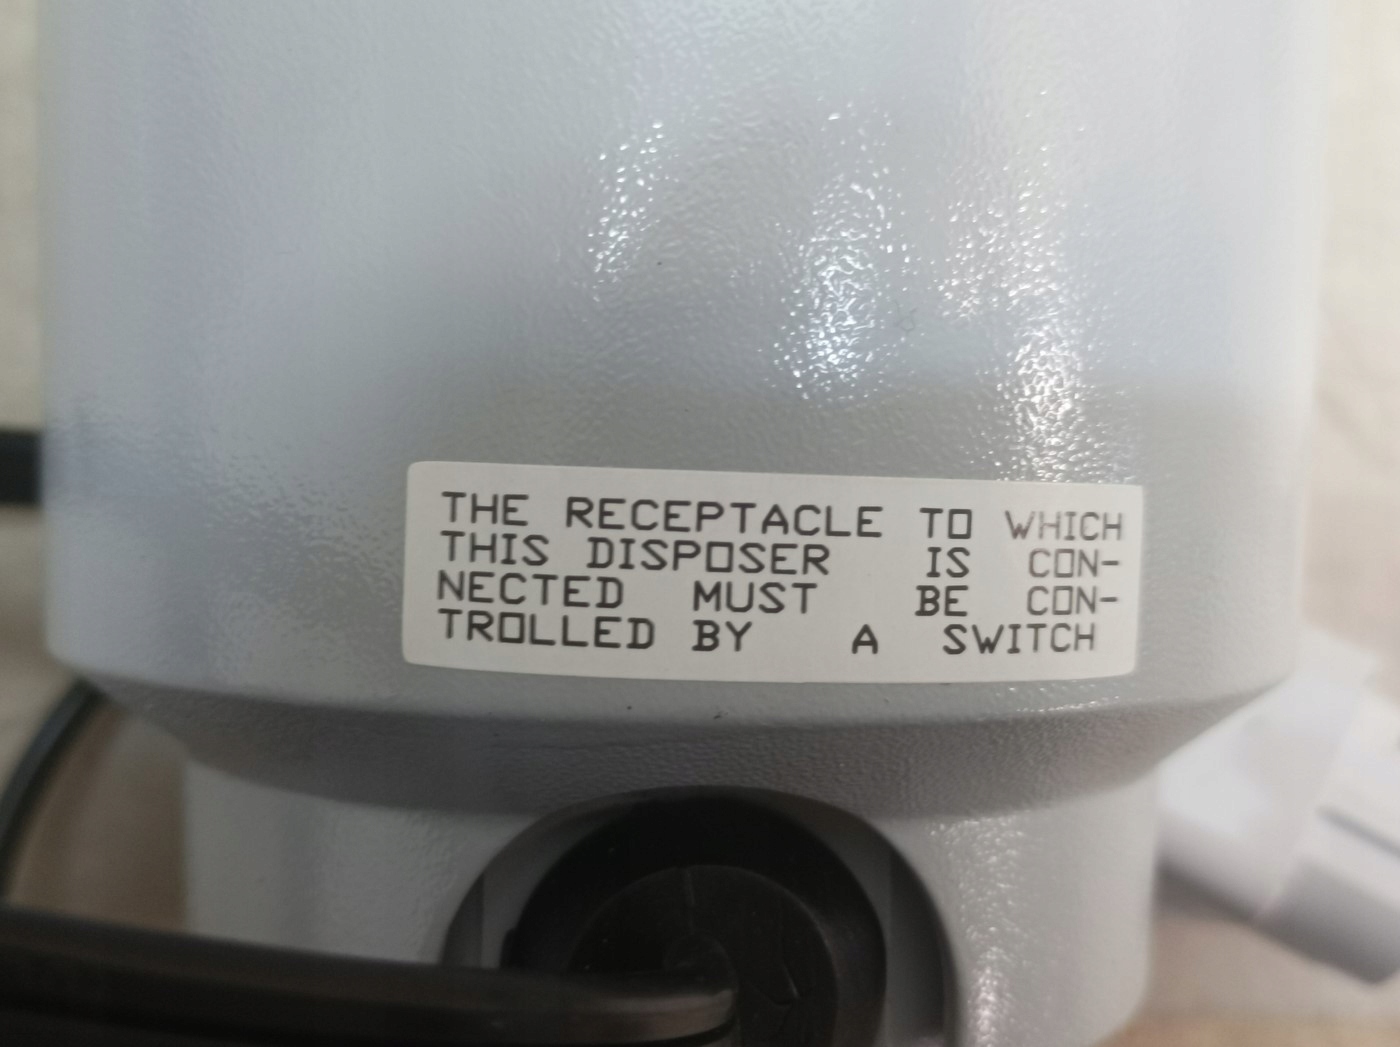 THE RECEPTACLE TO WHICH
THIS DISPOSER IS CON-
NECTED MUST BE CON-
TROLLED BY A SWITCH